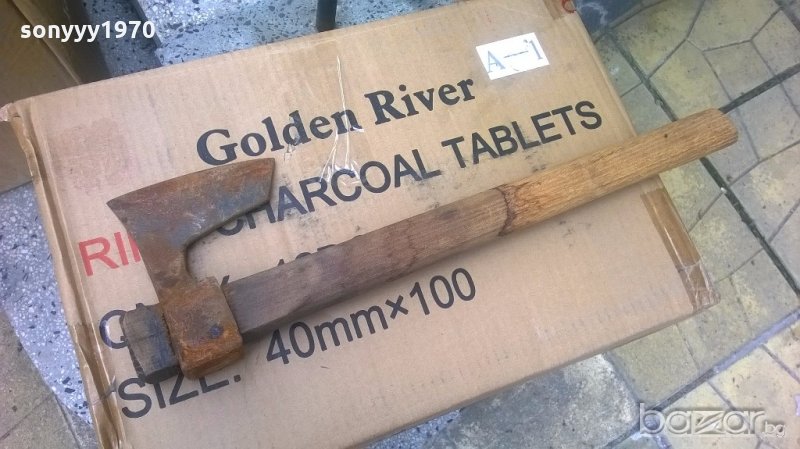 sonyyy1970
A-1
Golden River
CHARCOAL TABLETS
SIZE: 40mm×100
bazar.bg